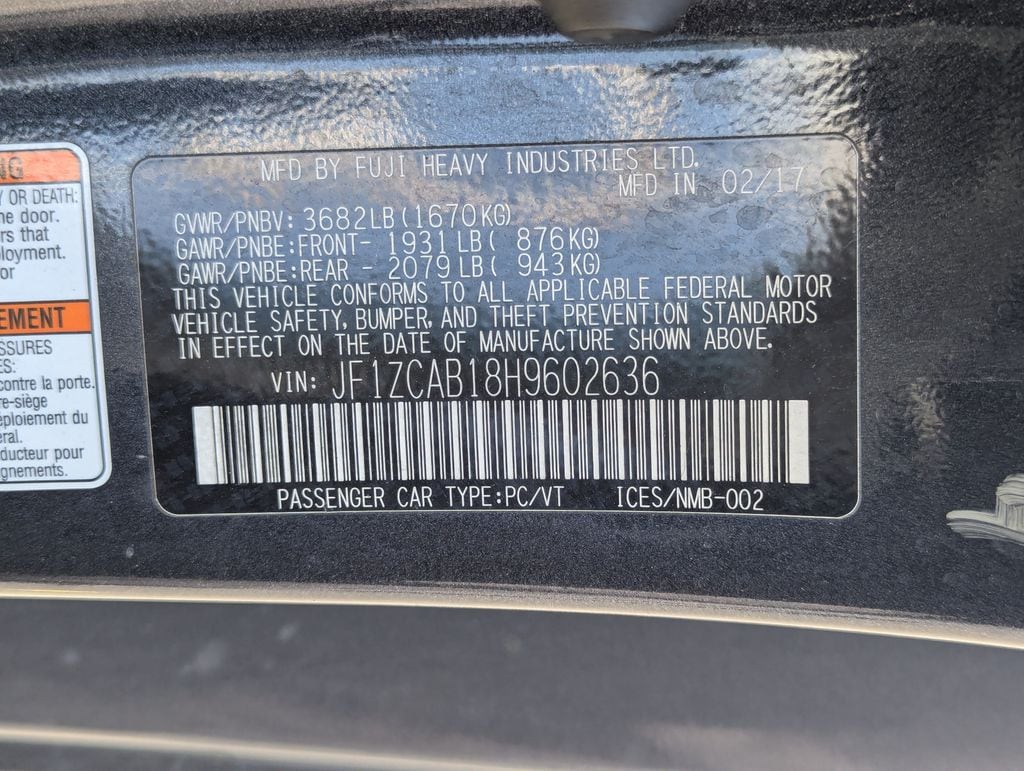 MFD BY FUJI HEAVY INDUSTRIES LTD.
MFD IN 02/17
GVWR/PNBV: 3682LB(1670KG)
GAWR/PNBE:FRONT- 1931LB( 876KG)
GAWR/PNBE:REAR - 2079LB( 943KG)
THIS VEHICLE CONFORMS TO ALL APPLICABLE FEDERAL MOTOR
VEHICLE SAFETY, BUMPER, AND THEFT PREVENTION STANDARDS
IN EFFECT ON THE DATE OF MANUFACTURE SHOWN ABOVE.
VIN: JF1ZCAB18H9602636
PASSENGER CAR TYPE:PC/VT ICES/NMB-002
NG
Y OR DEATH:
he door.
rs that
ployment.
or
EMENT
SSURES
ES:
contre la porte.
re-siège
éploiement du
éral.
ducteur pour
gnements.